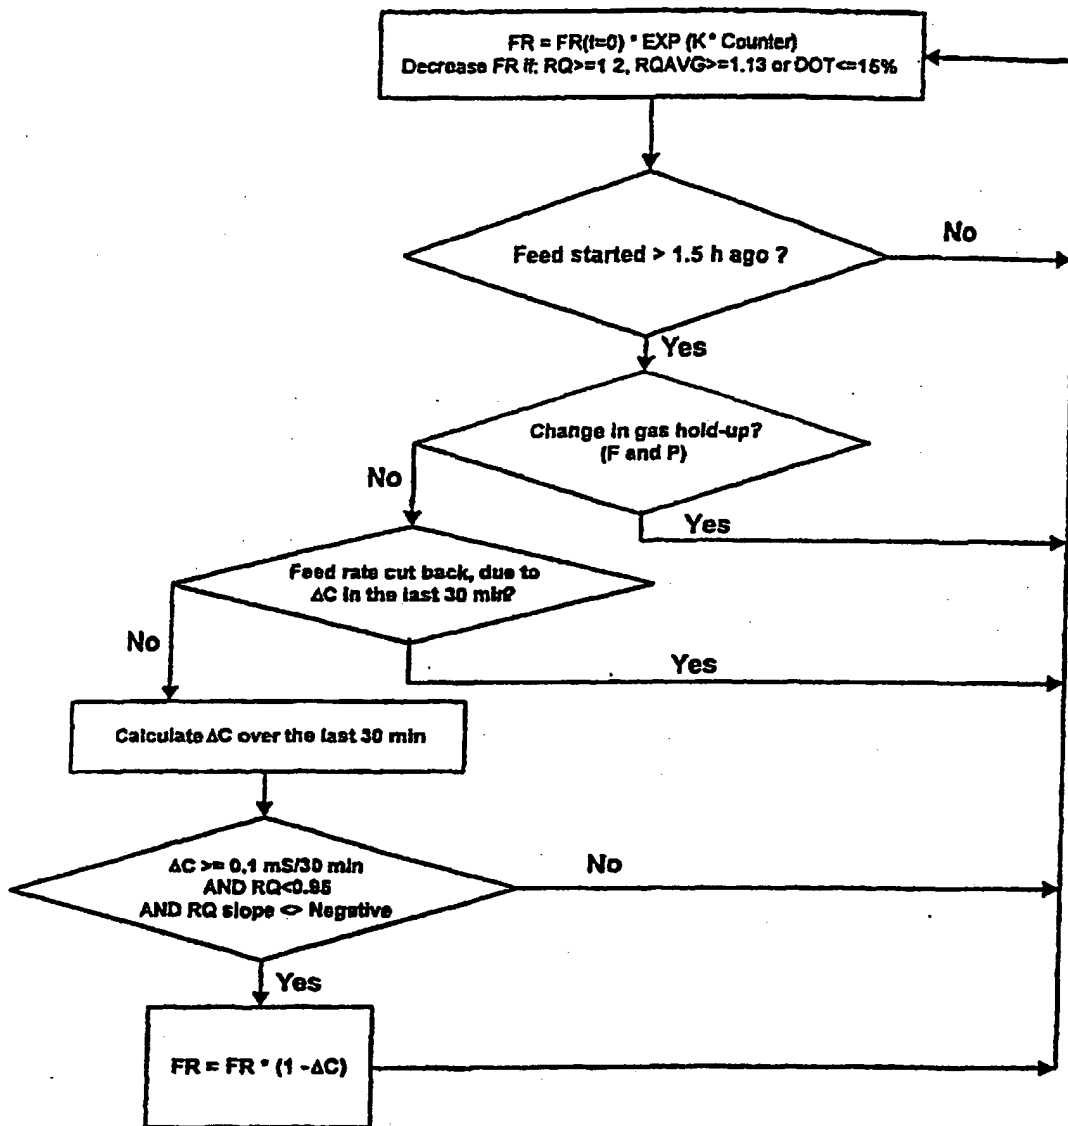 FR = FR(t=0) * EXP (K* Counter)
Decrease FR if: RQ>=1 2, RQAVG>=1.13 or DOT<=15%
Feed started > 1.5 h ago ?
No
Yes
Change in gas hold-up?
(F and P)
No
Yes
Feed rate cut back, due to
ΔC in the last 30 min?
No
Yes
Calculate ΔC over the last 30 min
ΔC >= 0.1 mS/30 min
AND RQ<0.95
AND RQ slope <> Negative
No
Yes
FR = FR * (1 - ΔC)